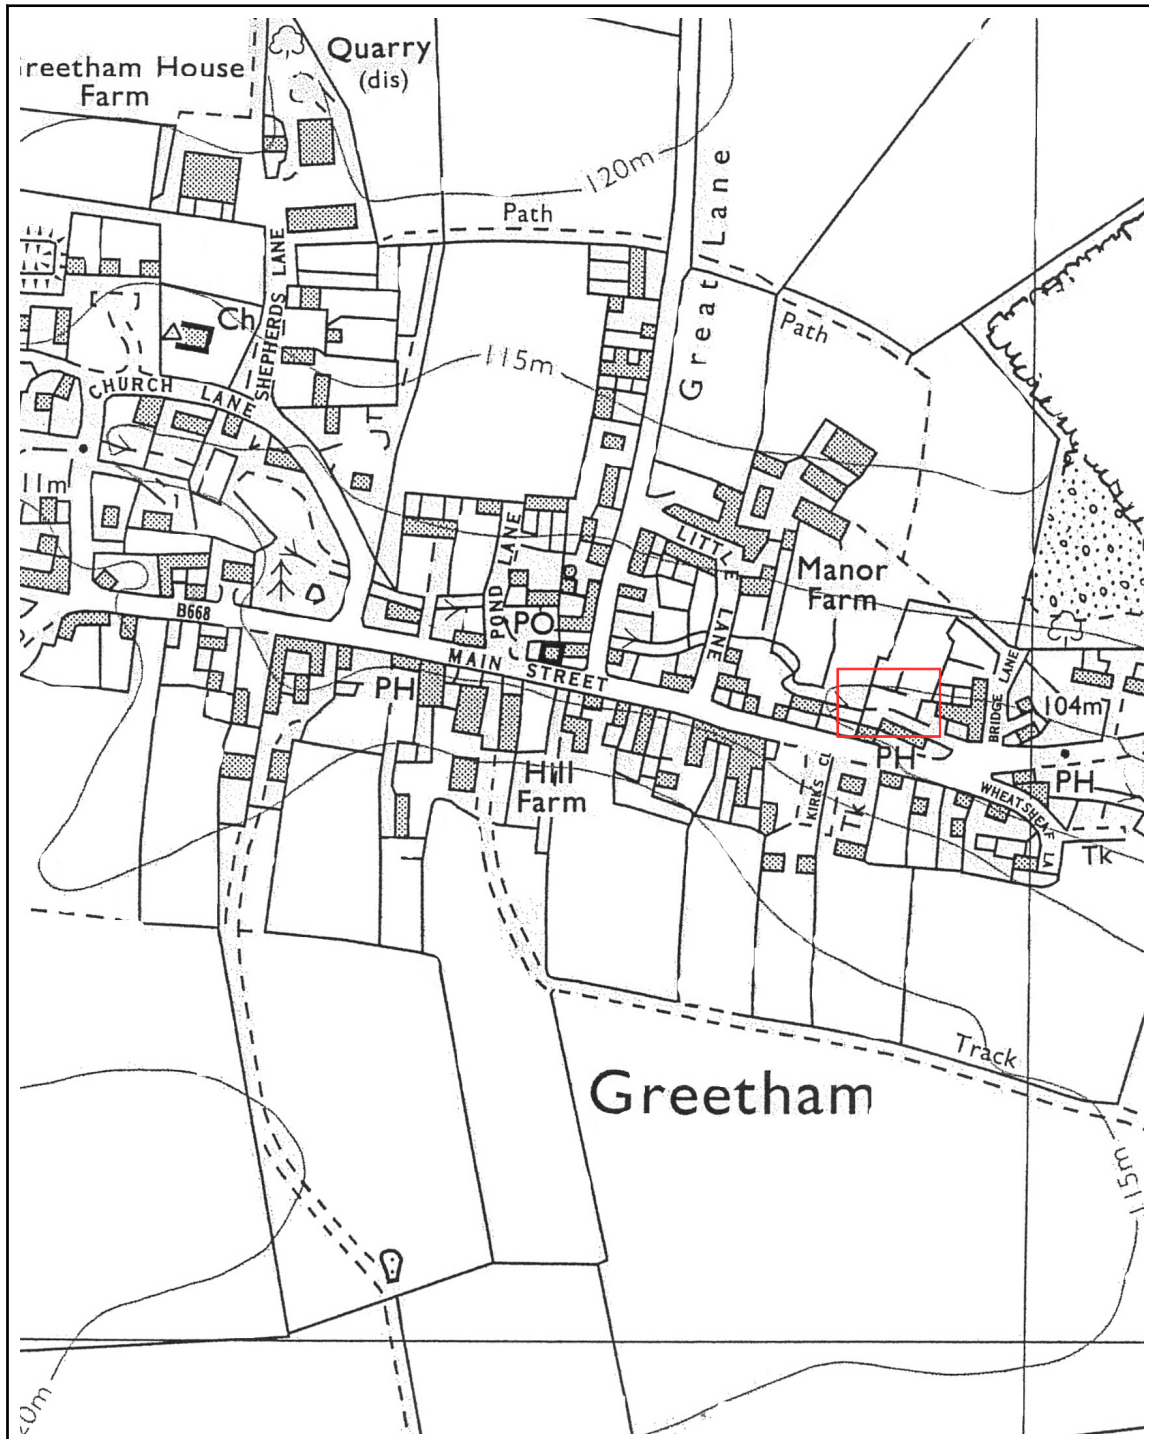 Quarry
(dis)
reetham House
Farm
120m
Path
Great Lane
Path
SHEPHERDS LANE
Ch
115m
CHURCH LANE
11m
LITTLE LANE
POND LANE
Manor
Farm
B668
PO
MAIN STREET
PH
BRIDGE LANE
104m
PH
PH
Hill
Farm
KIRK'S CL
WHEATSHEAF LA
Tk
Tk
Track
Greetham
115m
20m